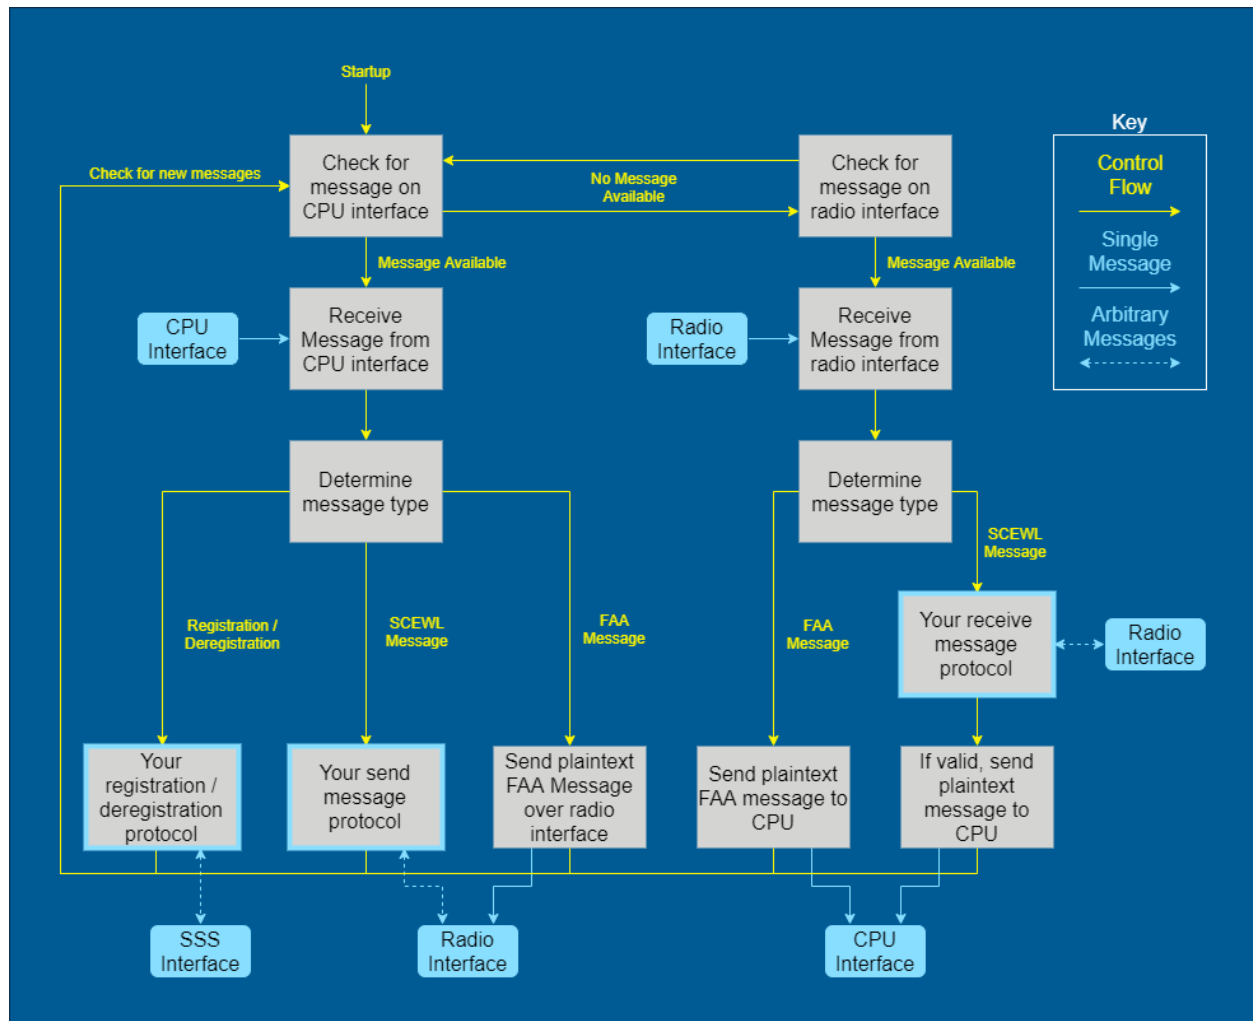 Startup
Key
Check for
message on
CPU interface
Check for
message on
radio interface
Check for new messages
No Message
Available
Control
Flow
Single
Message
Arbitrary
Messages
Message Available
Message Available
CPU
Interface
Receive
Message from
CPU interface
Radio
Interface
Receive
Message from
radio interface
Determine
message type
Determine
message type
SCEWL
Message
Registration /
Deregistration
SCEWL
Message
FAA
Message
FAA
Message
Your receive
message
protocol
Radio
Interface
Your
registration /
deregistration
protocol
Your send
message
protocol
Send plaintext
FAA Message
over radio
interface
Send plaintext
FAA message to
CPU
If valid, send
plaintext
message to
CPU
SSS
Interface
Radio
Interface
CPU
Interface